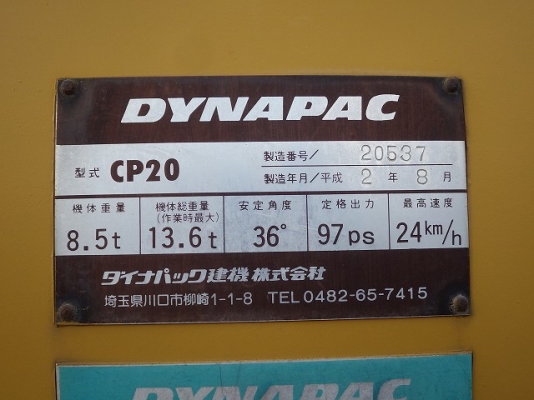 DYNAPAC
型式 CP20
製造番号/ 20537
製造年月/平成 2 年 8 月
機体重量 機体総重量(作業時最大) 安定角度 定格出力 最高速度
8.5t 13.6t 36° 97ps 24km/h
ダイナパック建機株式会社
埼玉県川口市柳崎1-1-8 TEL0482-65-7415
DYNAPAC